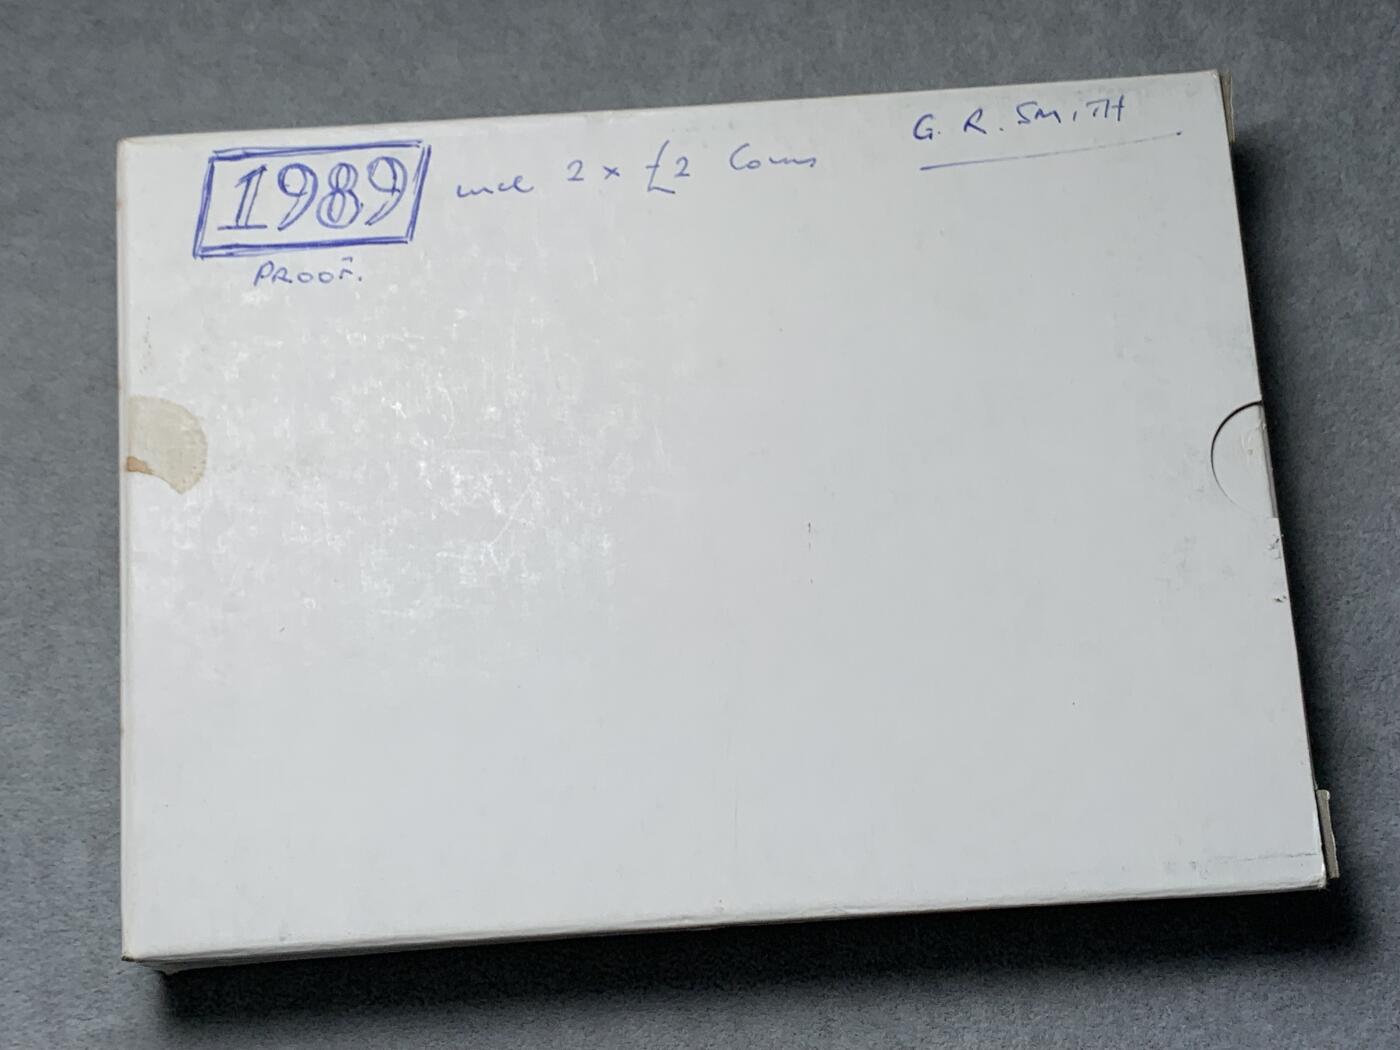 1989 incl 2 x £2 Coins
PROOF.
G. R. SMITH